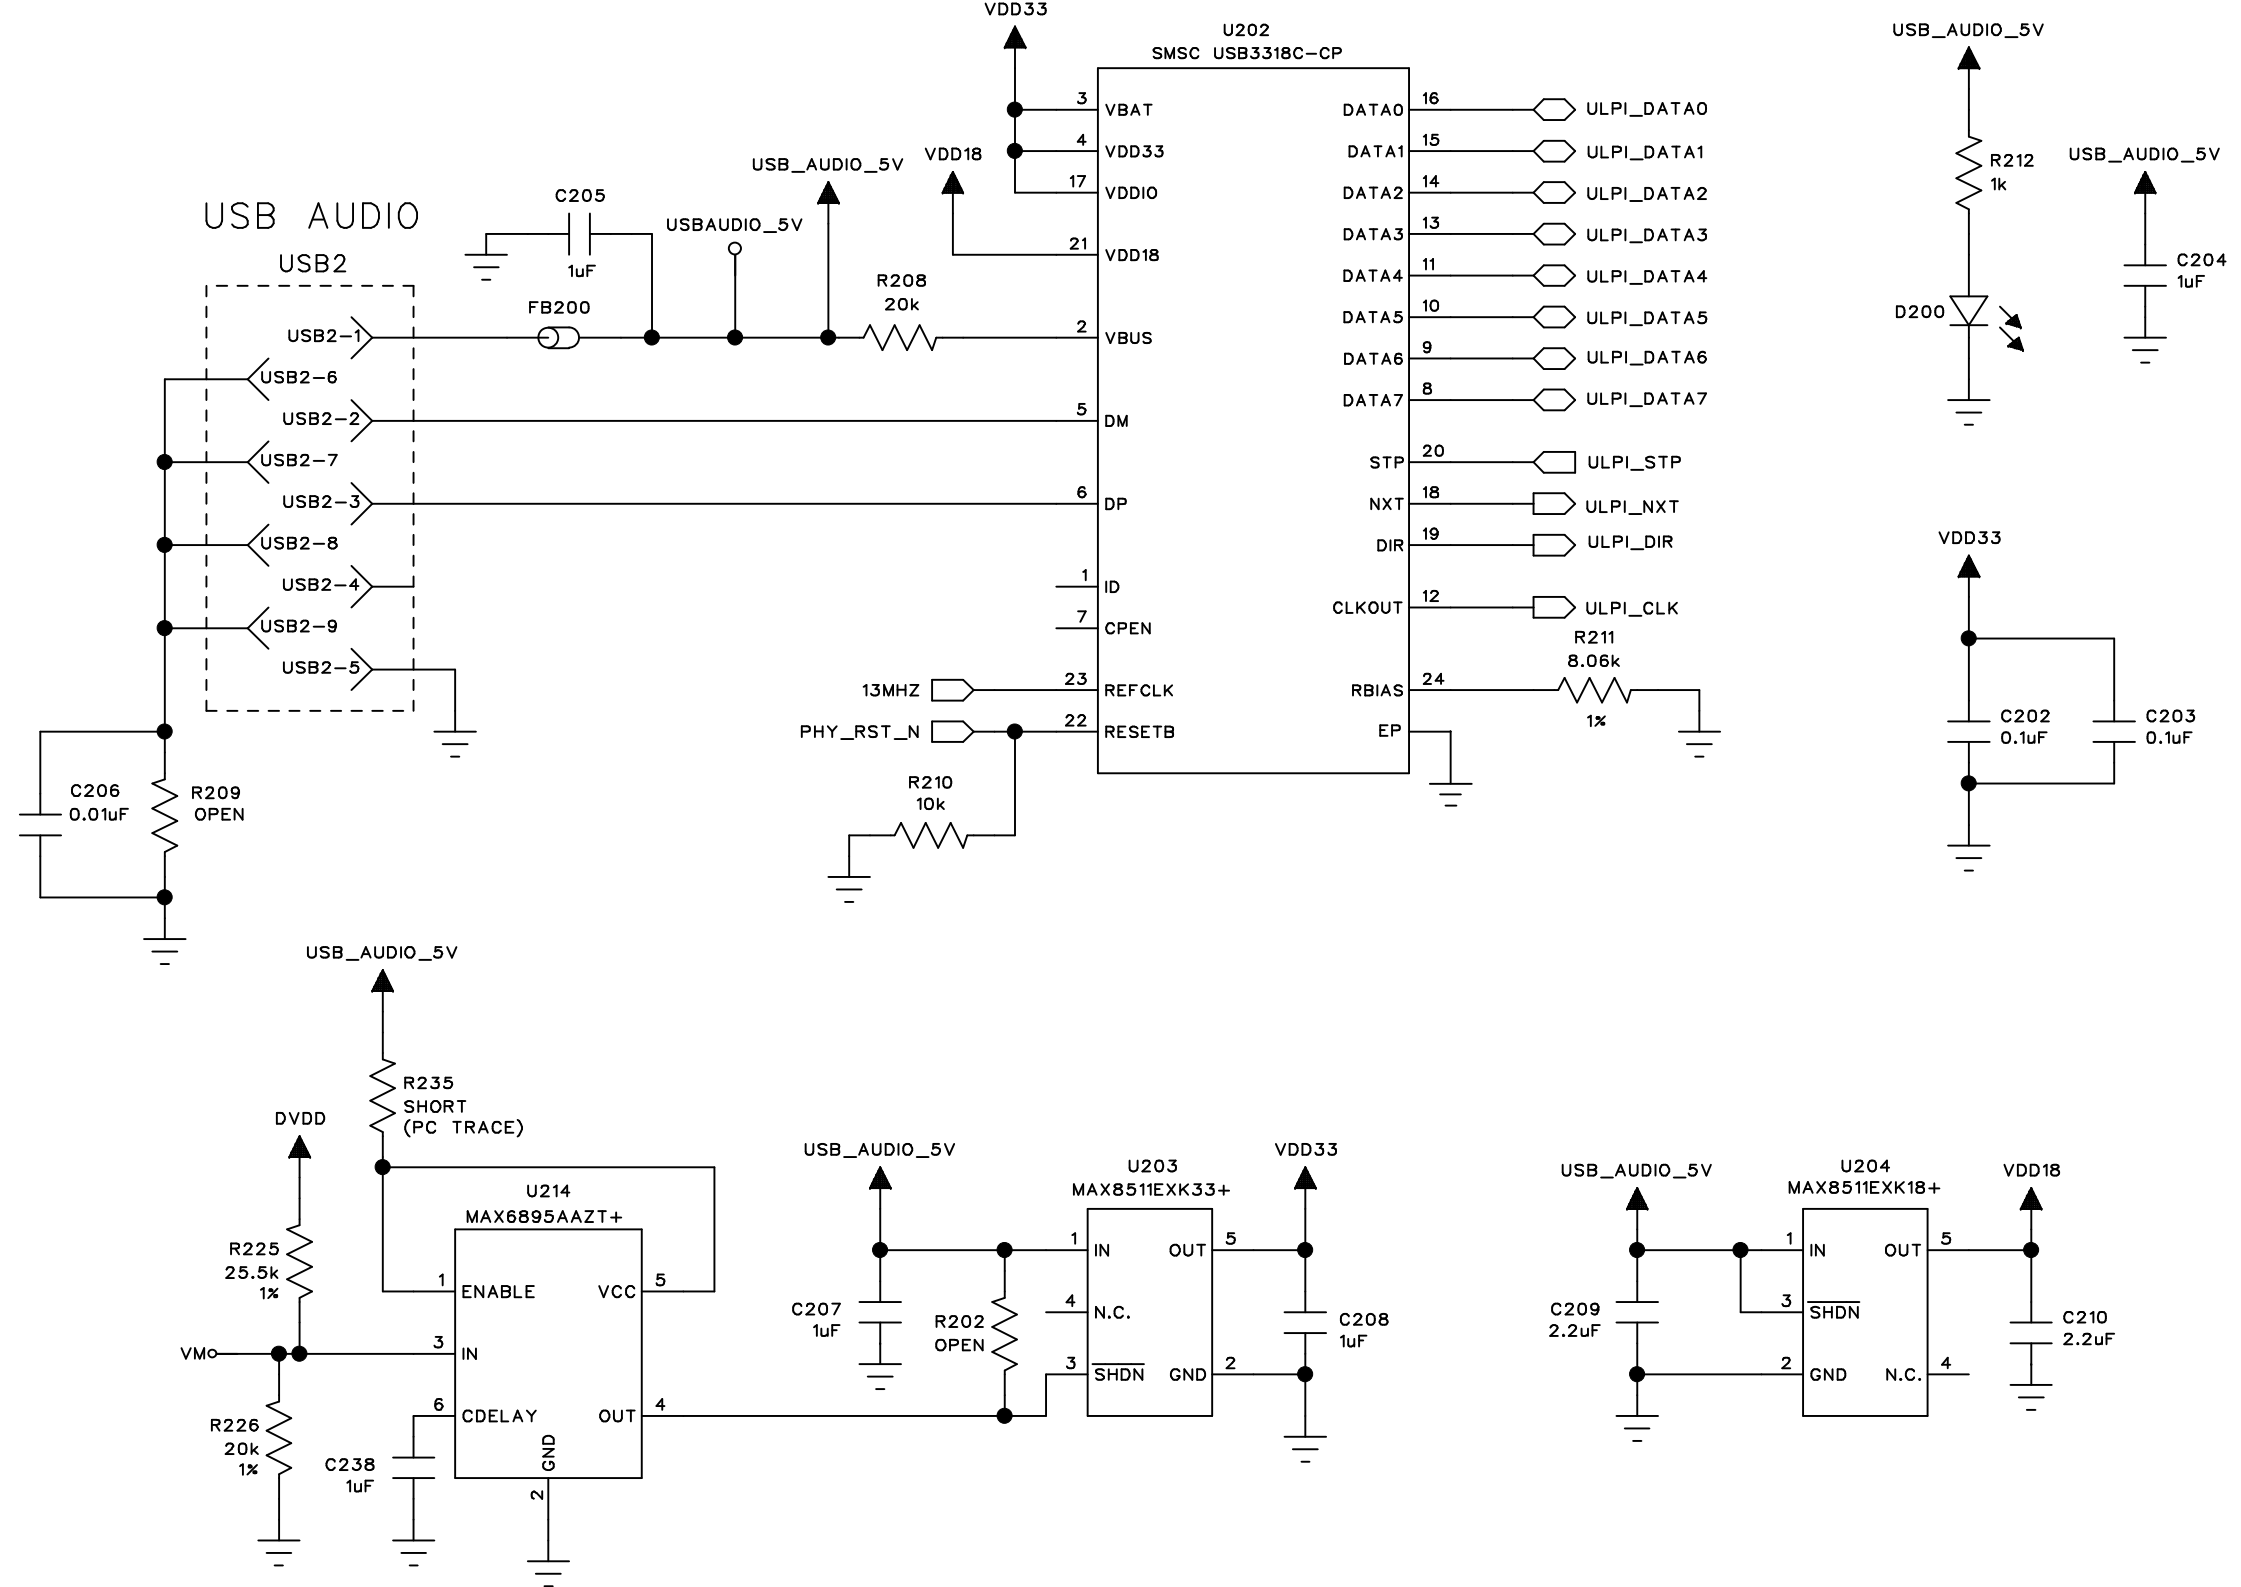 VDD33
U202
SMSC USB3318C-CP
3
VBAT
4
VDD33
17
VDDIO
VDD18
21
VDD18
USB_AUDIO_5V
USBAUDIO_5V
C205
1uF
FB200
R208
20k
2
VBUS
5
DM
6
DP
1
ID
7
CPEN
13MHZ
23
REFCLK
PHY_RST_N
22
RESETB
R210
10k
USB AUDIO
USB2
USB2-1
USB2-6
USB2-2
USB2-7
USB2-3
USB2-8
USB2-4
USB2-9
USB2-5
C206
0.01uF
R209
OPEN
DATA0
16
ULPI_DATA0
DATA1
15
ULPI_DATA1
DATA2
14
ULPI_DATA2
DATA3
13
ULPI_DATA3
DATA4
11
ULPI_DATA4
DATA5
10
ULPI_DATA5
DATA6
9
ULPI_DATA6
DATA7
8
ULPI_DATA7
STP
20
ULPI_STP
NXT
18
ULPI_NXT
DIR
19
ULPI_DIR
CLKOUT
12
ULPI_CLK
RBIAS
24
R211
8.06k
1%
EP
USB_AUDIO_5V
R212
1k
D200
USB_AUDIO_5V
C204
1uF
VDD33
C202
0.1uF
C203
0.1uF
USB_AUDIO_5V
R235
SHORT
(PC TRACE)
DVDD
R225
25.5k
1%
VM
R226
20k
1%
U214
MAX6895AAZT+
1
ENABLE
VCC
5
3
IN
6
CDELAY
OUT
4
GND
2
C238
1uF
USB_AUDIO_5V
C207
1uF
R202
OPEN
U203
MAX8511EXK33+
1
IN
OUT
5
4
N.C.
3
SHDN
GND
2
VDD33
C208
1uF
USB_AUDIO_5V
C209
2.2uF
U204
MAX8511EXK18+
1
IN
OUT
5
3
SHDN
2
GND
N.C.
4
VDD18
C210
2.2uF